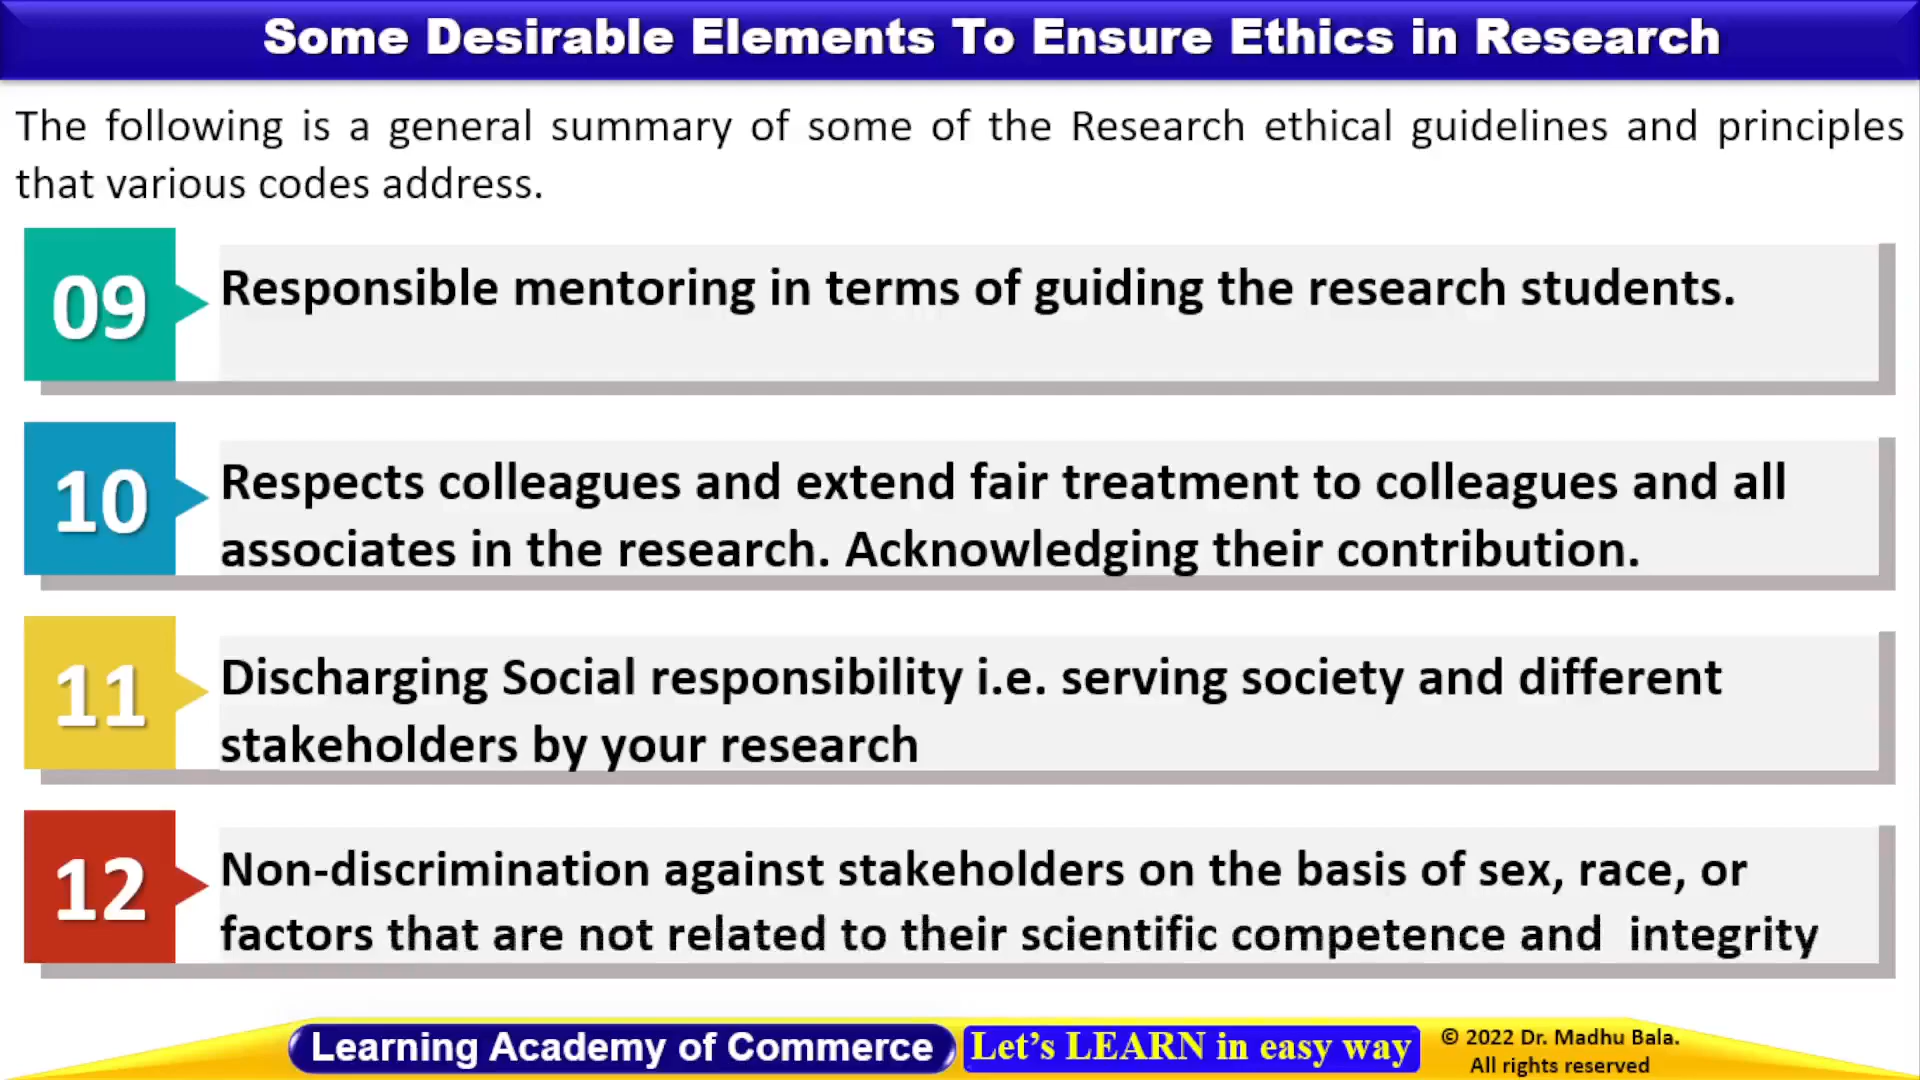 Some Desirable Elements To Ensure Ethics in Research
The following is a general summary of some of the Research ethical guidelines and principles
that various codes address.
09
Responsible mentoring in terms of guiding the research students.
10
Respects colleagues and extend fair treatment to colleagues and all
associates in the research. Acknowledging their contribution.
11
Discharging Social responsibility i.e. serving society and different
stakeholders by your research
12
Non-discrimination against stakeholders on the basis of sex, race, or
factors that are not related to their scientific competence and  integrity
Learning Academy of Commerce
Let's LEARN in easy way
© 2022 Dr. Madhu Bala.
All rights reserved